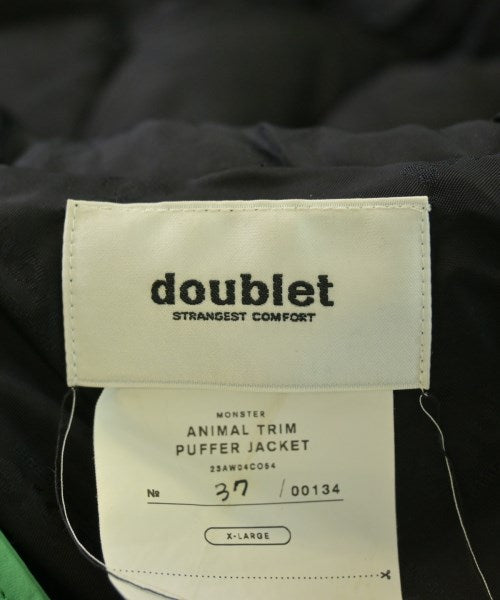 doublet
STRANGEST COMFORT
MONSTER
ANIMAL TRIM
PUFFER JACKET
23AW04CO54
№ 37 / 00134
X-LARGE